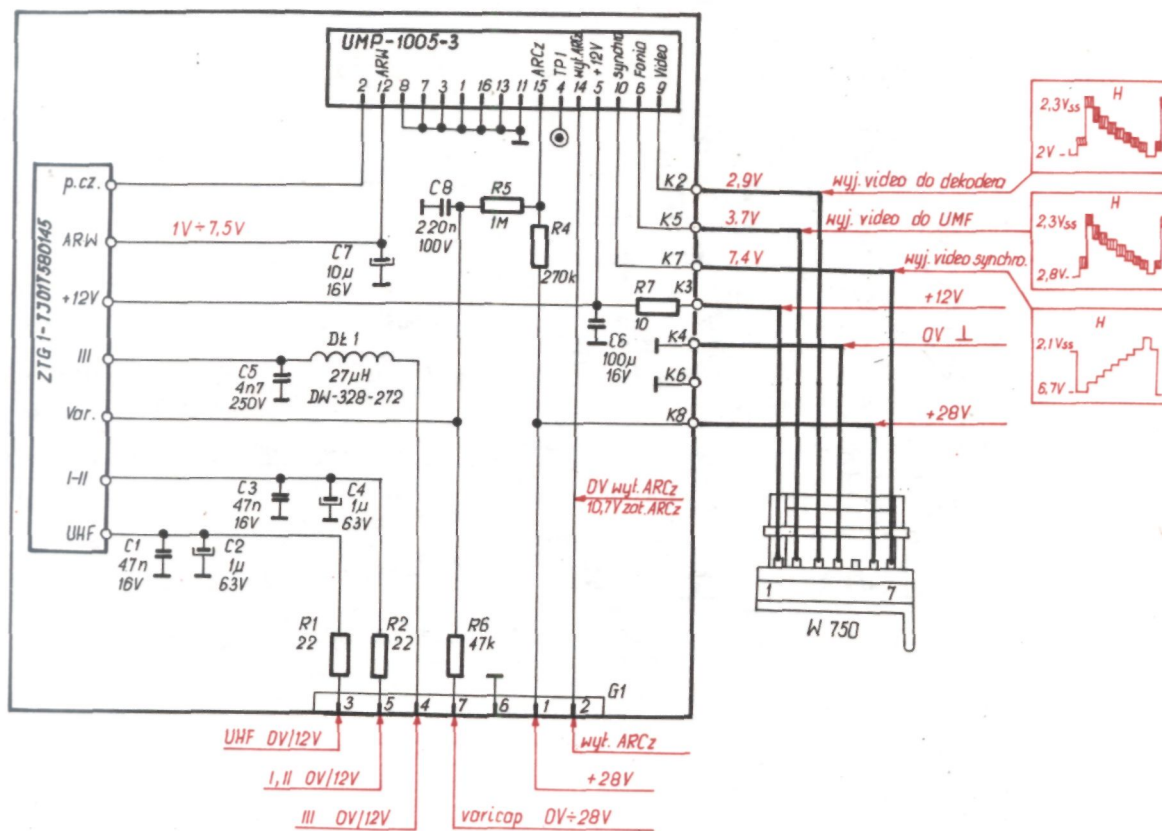 UMP-1005-3
ARW
ARCz
TP1
wył.ARCz
+12V
synchro
Fonia
Video
2 12 8 7 3 1 16 13 11 15 4 14 5 10 6 9
ZTG 1-T3017580145
p.cz.
ARW
+12V
III
Var.
I-II
UHF
1V÷7,5V
C7
10µ
16V
C8
220n
100V
R5
1M
R4
270k
C6
100µ
16V
R7
10
DŁ1
27µH
DW-328-272
C5
4n7
250V
C3
47n
16V
C4
1µ
63V
C1
47n
16V
C2
1µ
63V
R1
22
R2
22
R6
47k
0V wył. ARCz
10,7V zał. ARCz
K2
K5
K7
K3
K4
K6
K8
2,9V
3,7V
7,4V
wyj. video do dekodera
wyj. video do UMF
wyj. video synchro.
+12V
0V
+28V
H
2,3Vss
2V
H
2,3Vss
2,8V
H
2,1Vss
6,7V
1 7
W 750
G1
3 5 4 7 6 1 2
UHF 0V/12V
I, II 0V/12V
III 0V/12V
varicap 0V÷28V
+28V
wył. ARCz